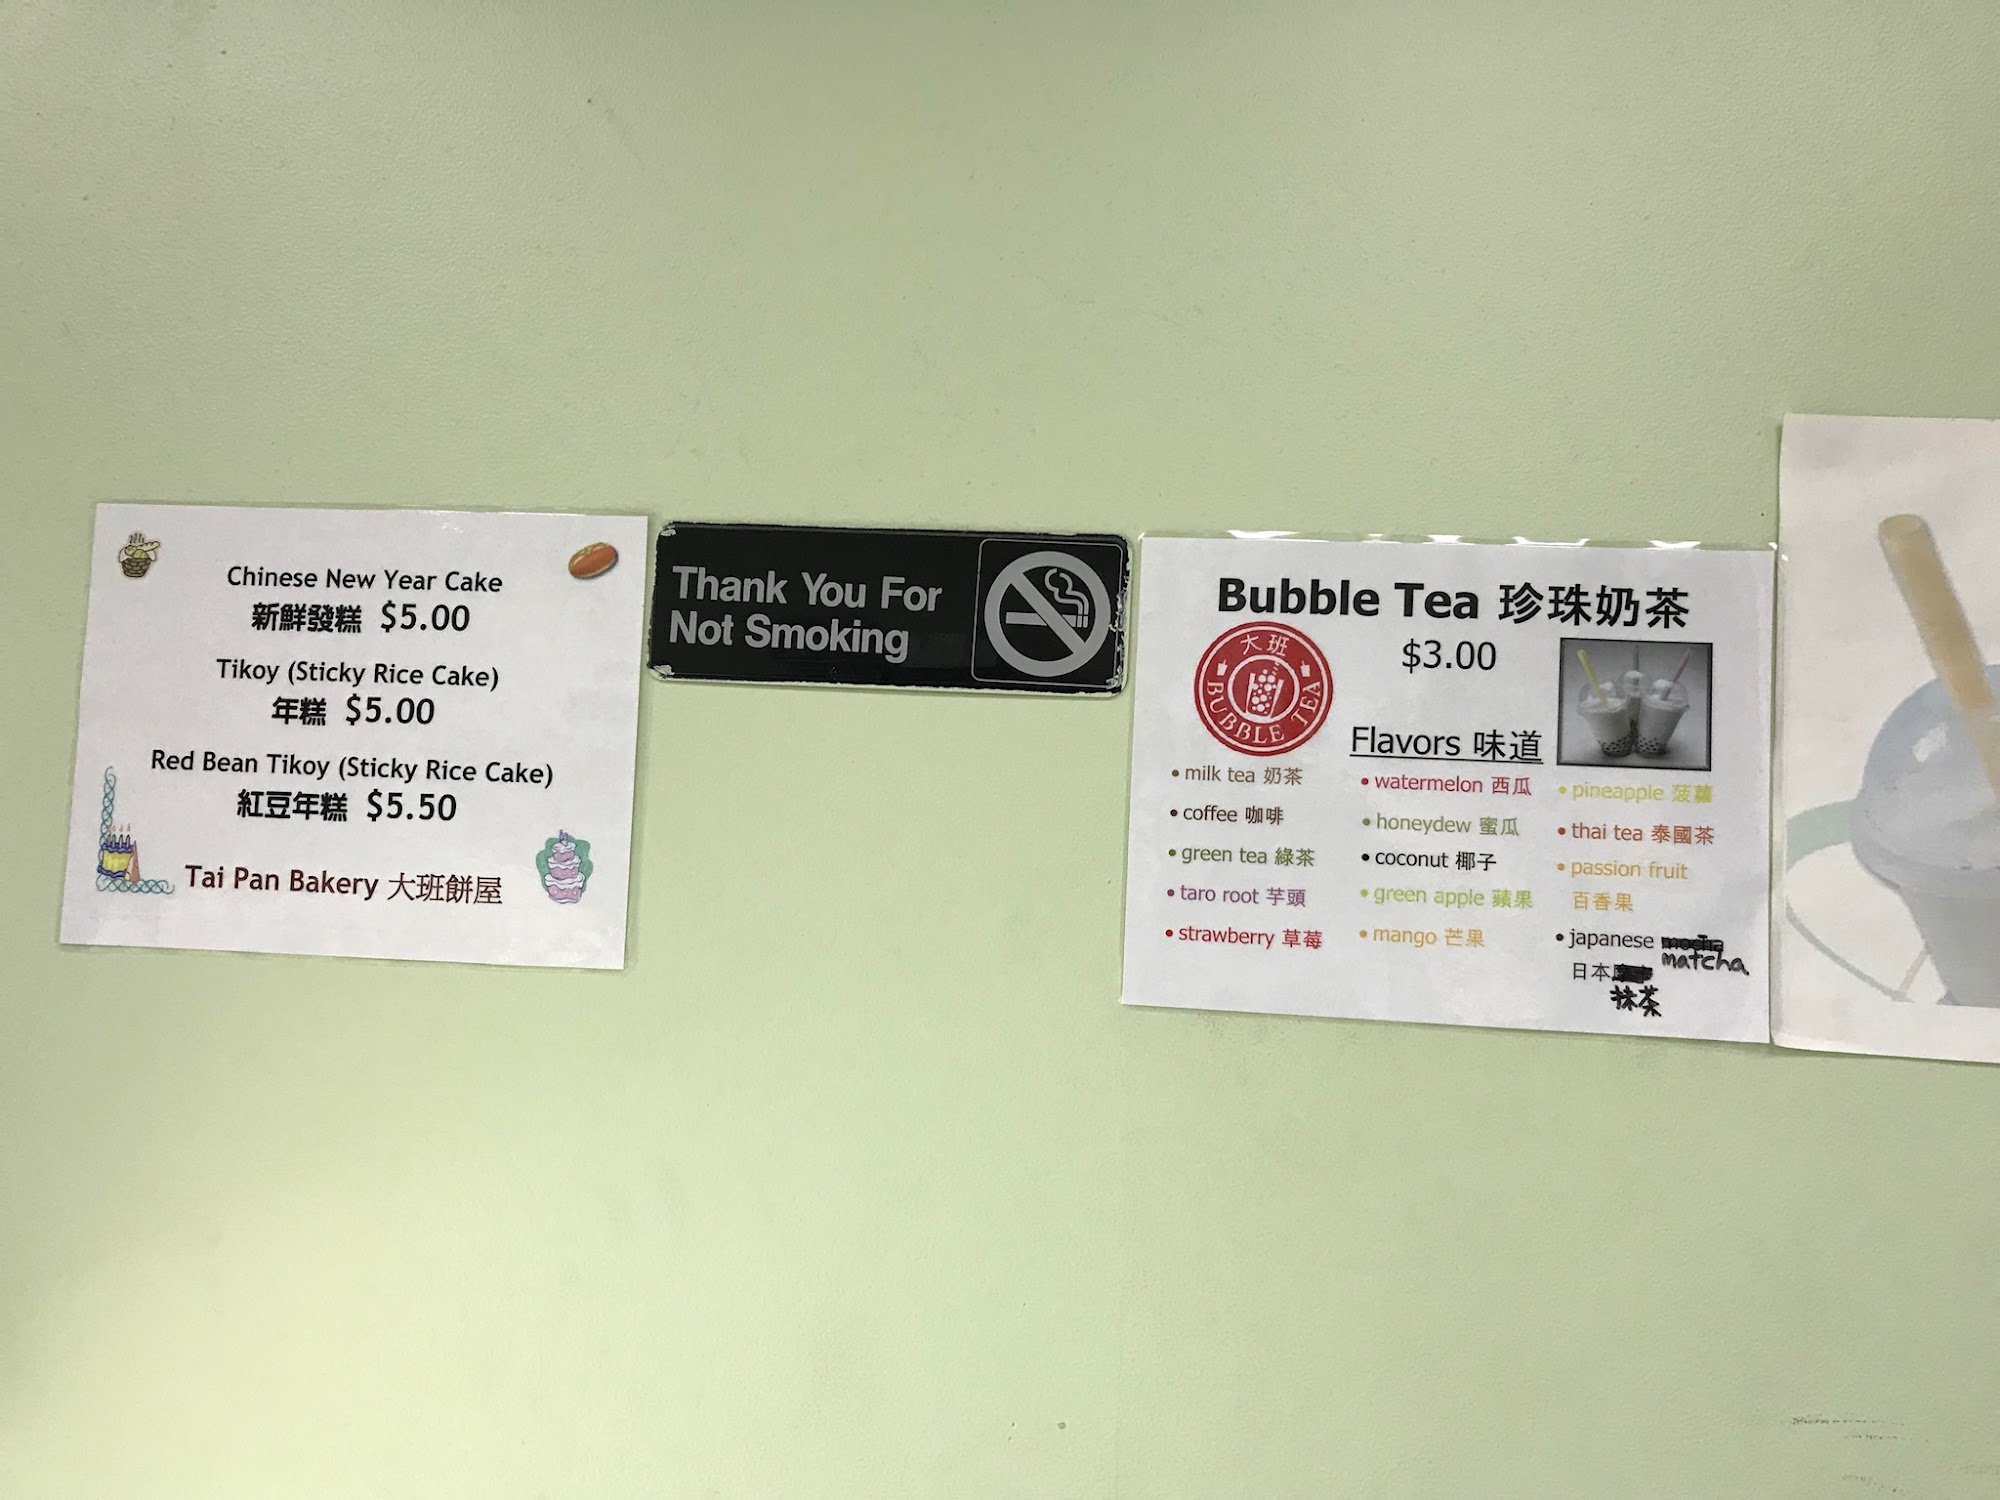 Chinese New Year Cake
新鮮發糕 $5.00
Tikoy (Sticky Rice Cake)
年糕 $5.00
Red Bean Tikoy (Sticky Rice Cake)
紅豆年糕 $5.50
Tai Pan Bakery 大班餅屋
Thank You For
Not Smoking
Bubble Tea 珍珠奶茶
$3.00
大班
BUBBLE TEA
Flavors 味道
• milk tea 奶茶
• coffee 咖啡
• green tea 綠茶
• taro root 芋頭
• strawberry 草莓
• watermelon 西瓜
• honeydew 蜜瓜
• coconut 椰子
• green apple 蘋果
• mango 芒果
• pineapple 菠蘿
• thai tea 泰國茶
• passion fruit
百香果
• japanese mocha
matcha
日本
抹茶